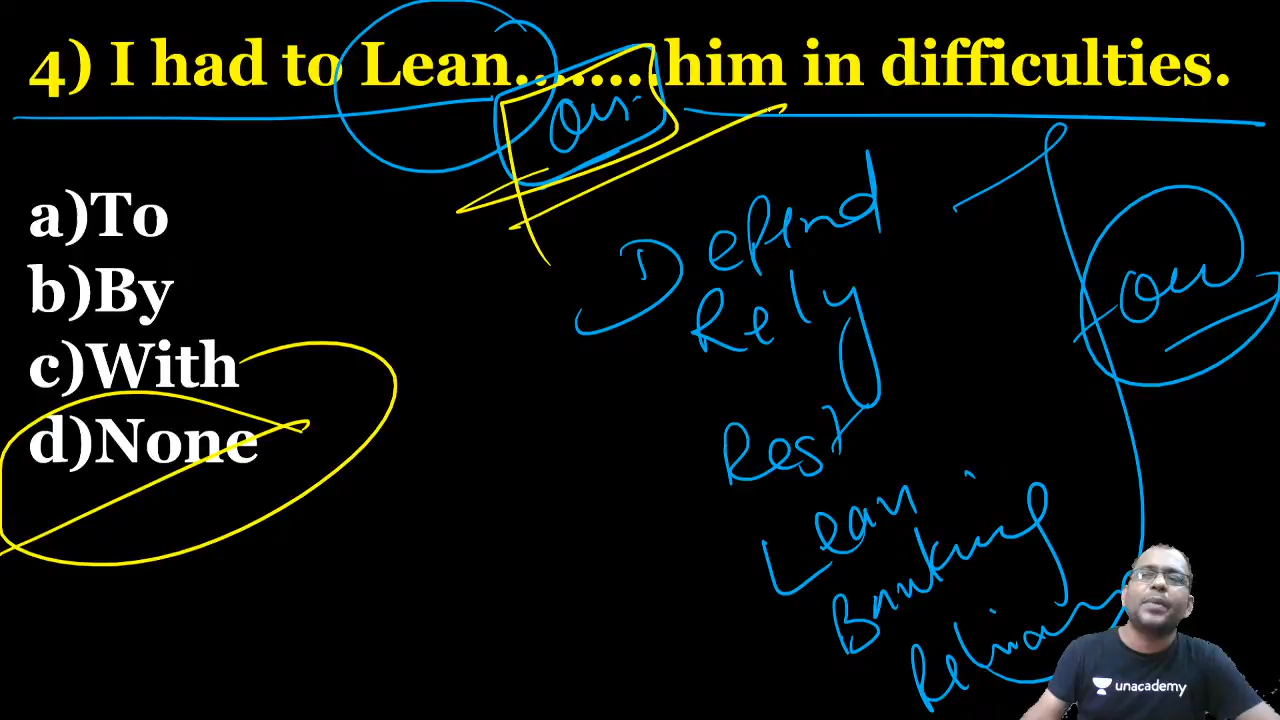 4) I had to Lean.......him in difficulties.
on
a)To
b)By
c)With
d)None
Depend
Rely
Rest
Lean
Banking
on
unacademy